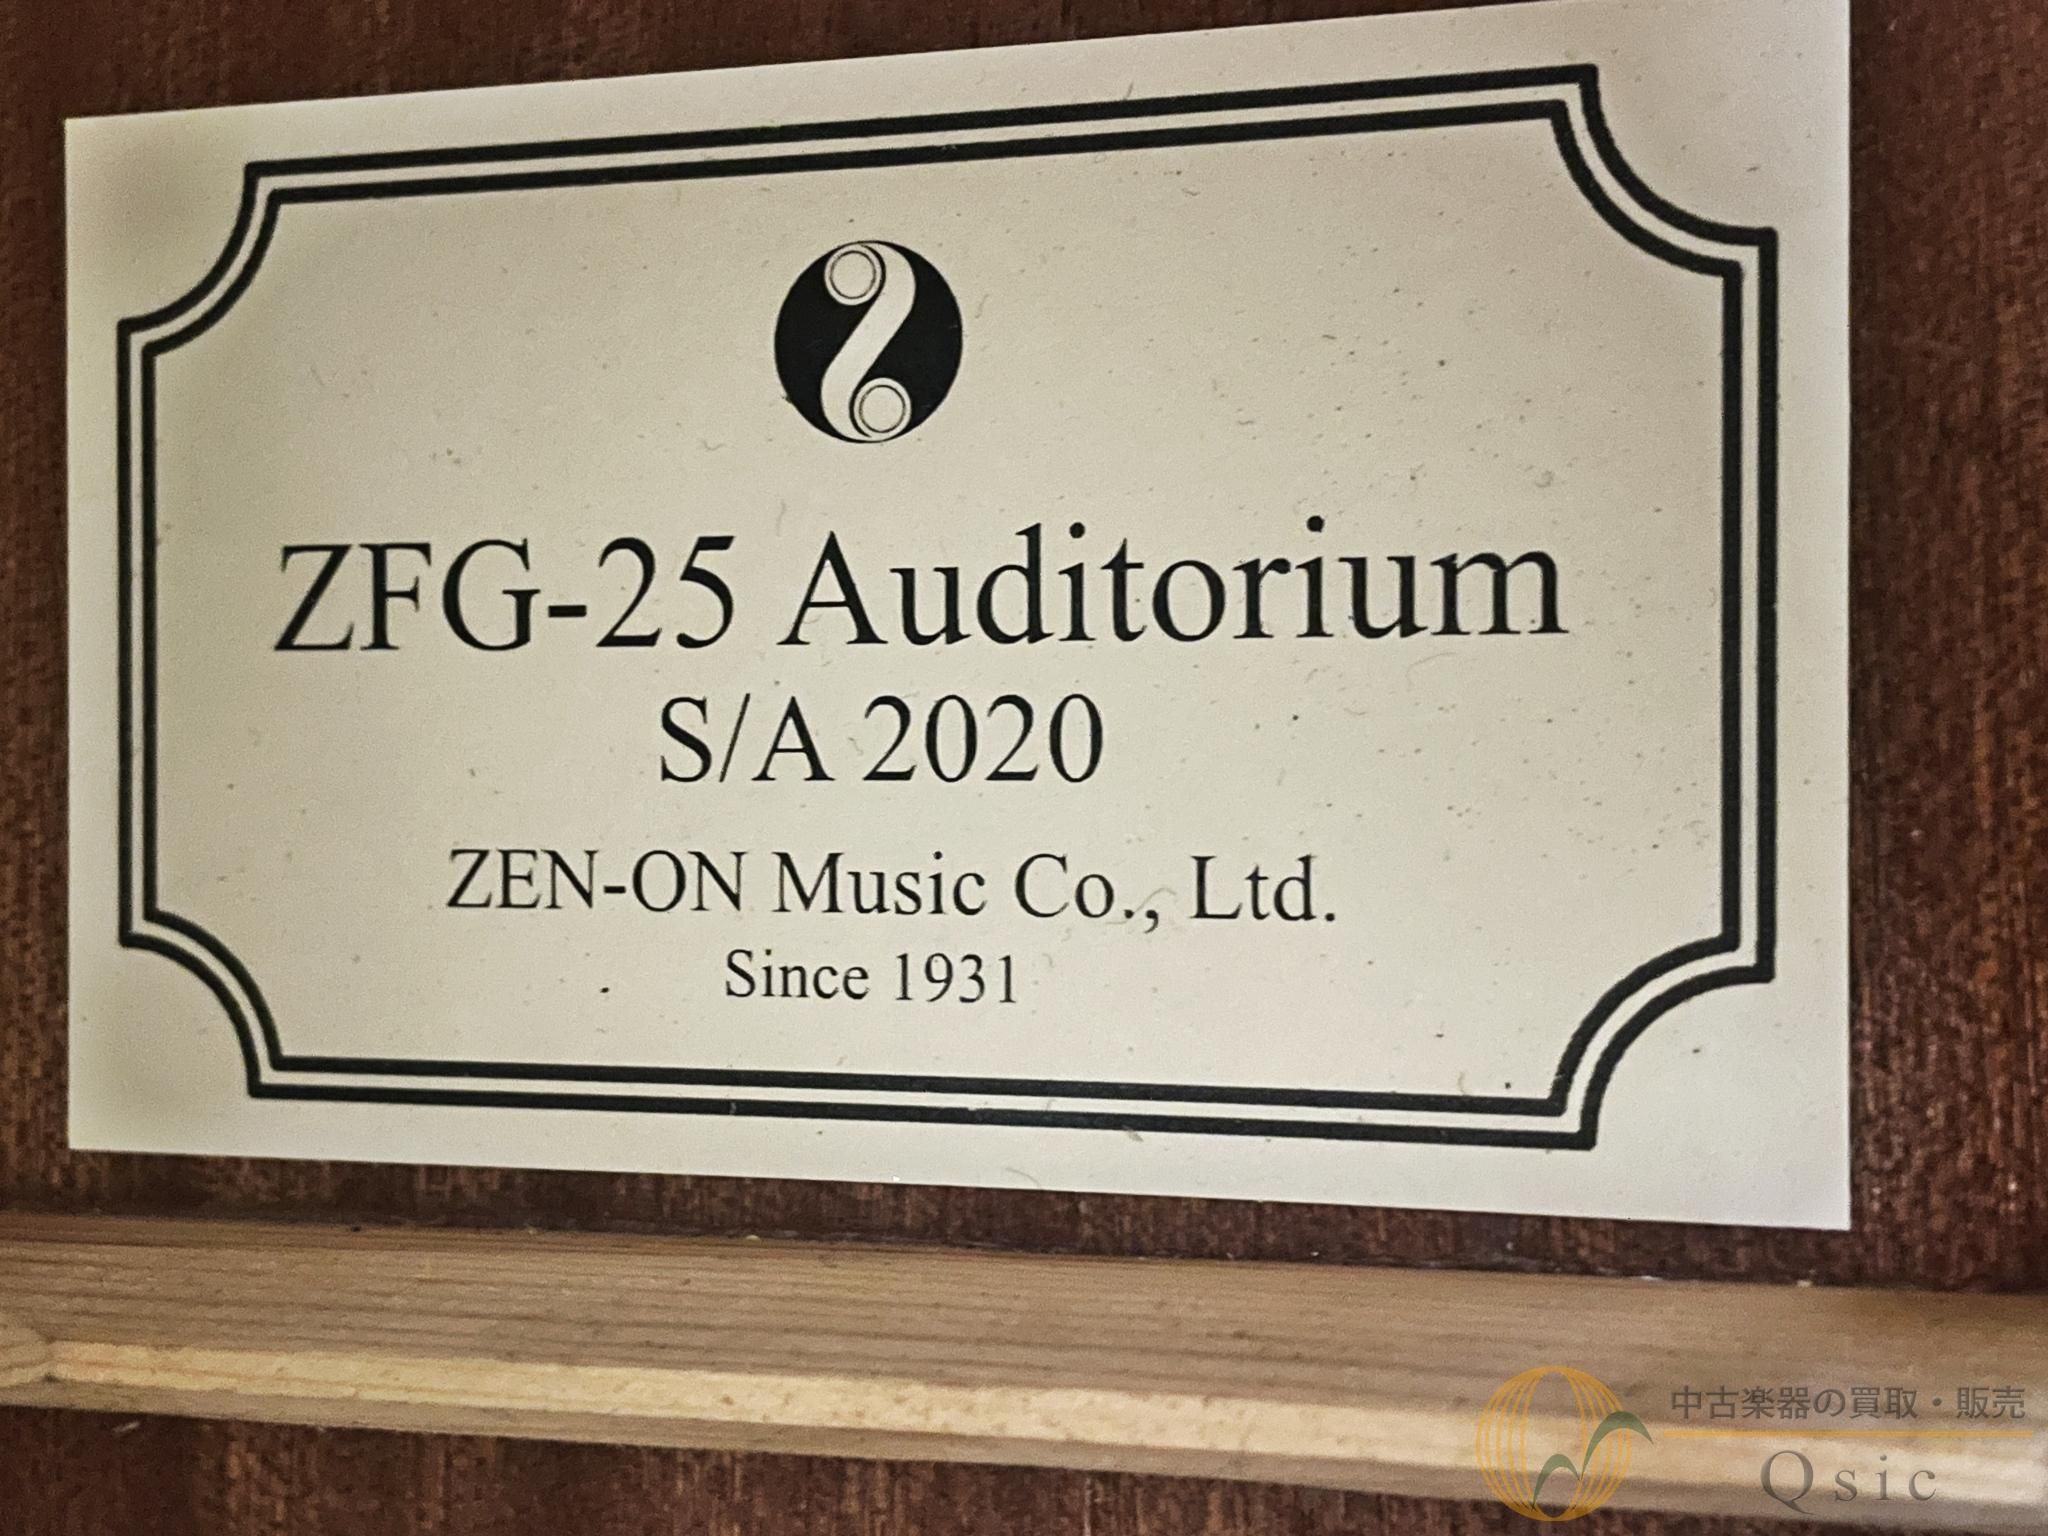 ZFG-25 Auditorium
S/A 2020
ZEN-ON Music Co., Ltd.
Since 1931
中古楽器の買取・販売
Qsic